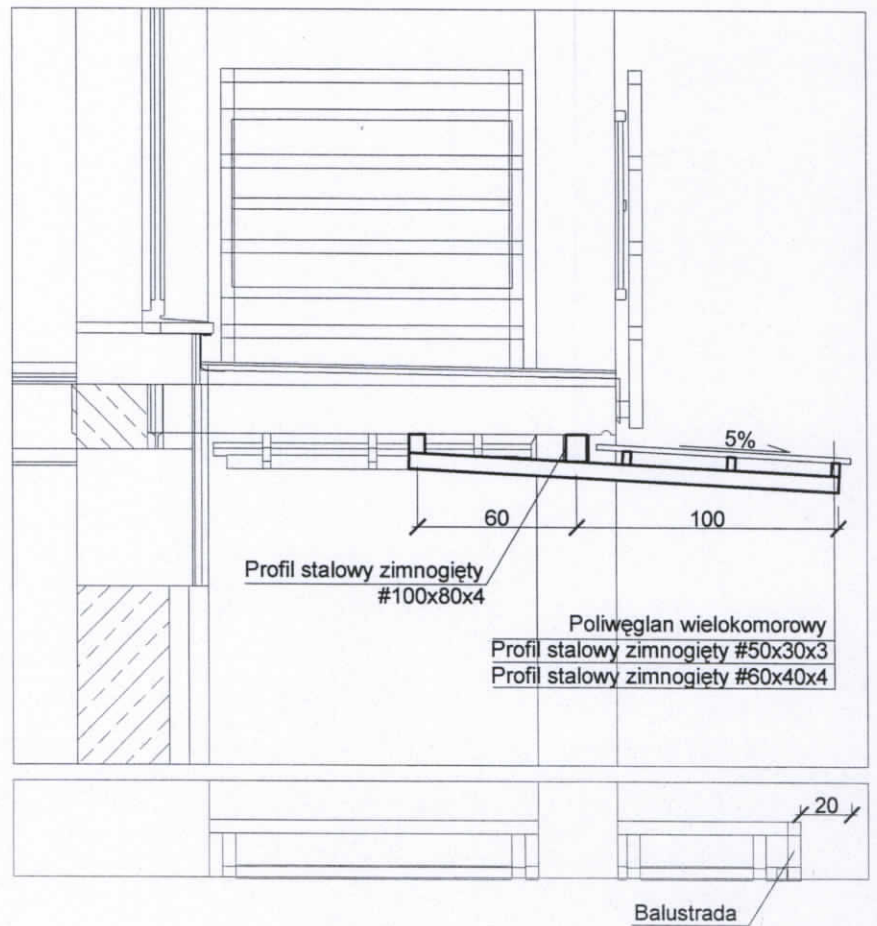 5%
60
100
Profil stalowy zimnogięty
#100x80x4
Poliwęglan wielokomorowy
Profil stalowy zimnogięty #50x30x3
Profil stalowy zimnogięty #60x40x4
20
Balustrada